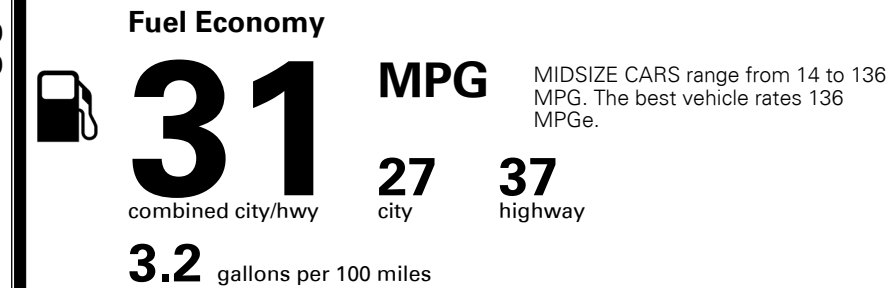 Fuel Economy
31 MPG
MIDSIZE CARS range from 14 to 136
MPG. The best vehicle rates 136
MPGe.
27 37
combined city/hwy city highway
3.2 gallons per 100 miles